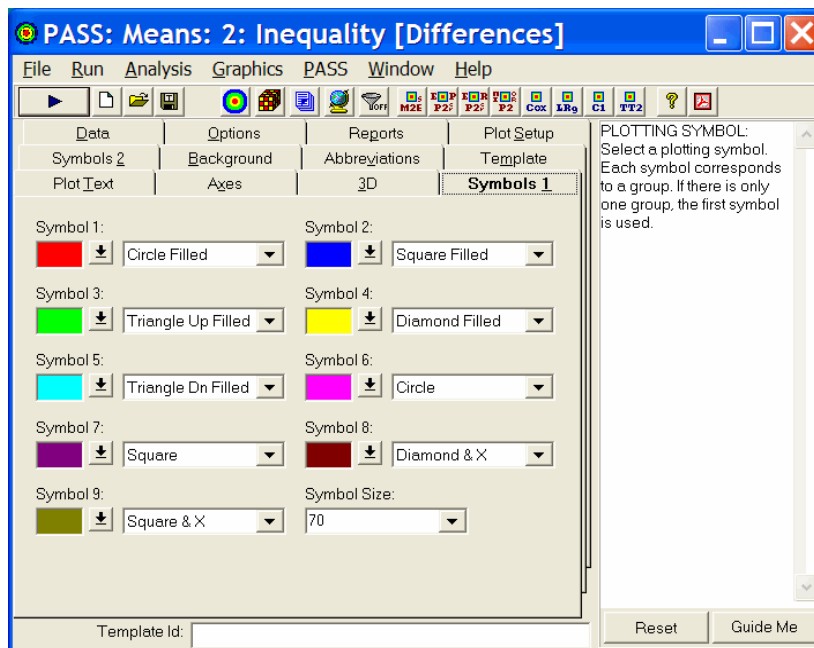 PASS: Means: 2: Inequality [Differences]
File Run Analysis Graphics PASS Window Help
OFF M2E P2 P2 P2 Cox LRg C1 TT2 ?
Data Options Reports Plot Setup
Symbols 2 Background Abbreviations Template
Plot Text Axes 3D Symbols 1
Symbol 1: Symbol 2:
Circle Filled Square Filled
Symbol 3: Symbol 4:
Triangle Up Filled Diamond Filled
Symbol 5: Symbol 6:
Triangle Dn Filled Circle
Symbol 7: Symbol 8:
Square Diamond & X
Symbol 9: Symbol Size:
Square & X 70
Template Id:
PLOTTING SYMBOL:
Select a plotting symbol.
Each symbol corresponds
to a group. If there is only
one group, the first symbol
is used.
Reset Guide Me